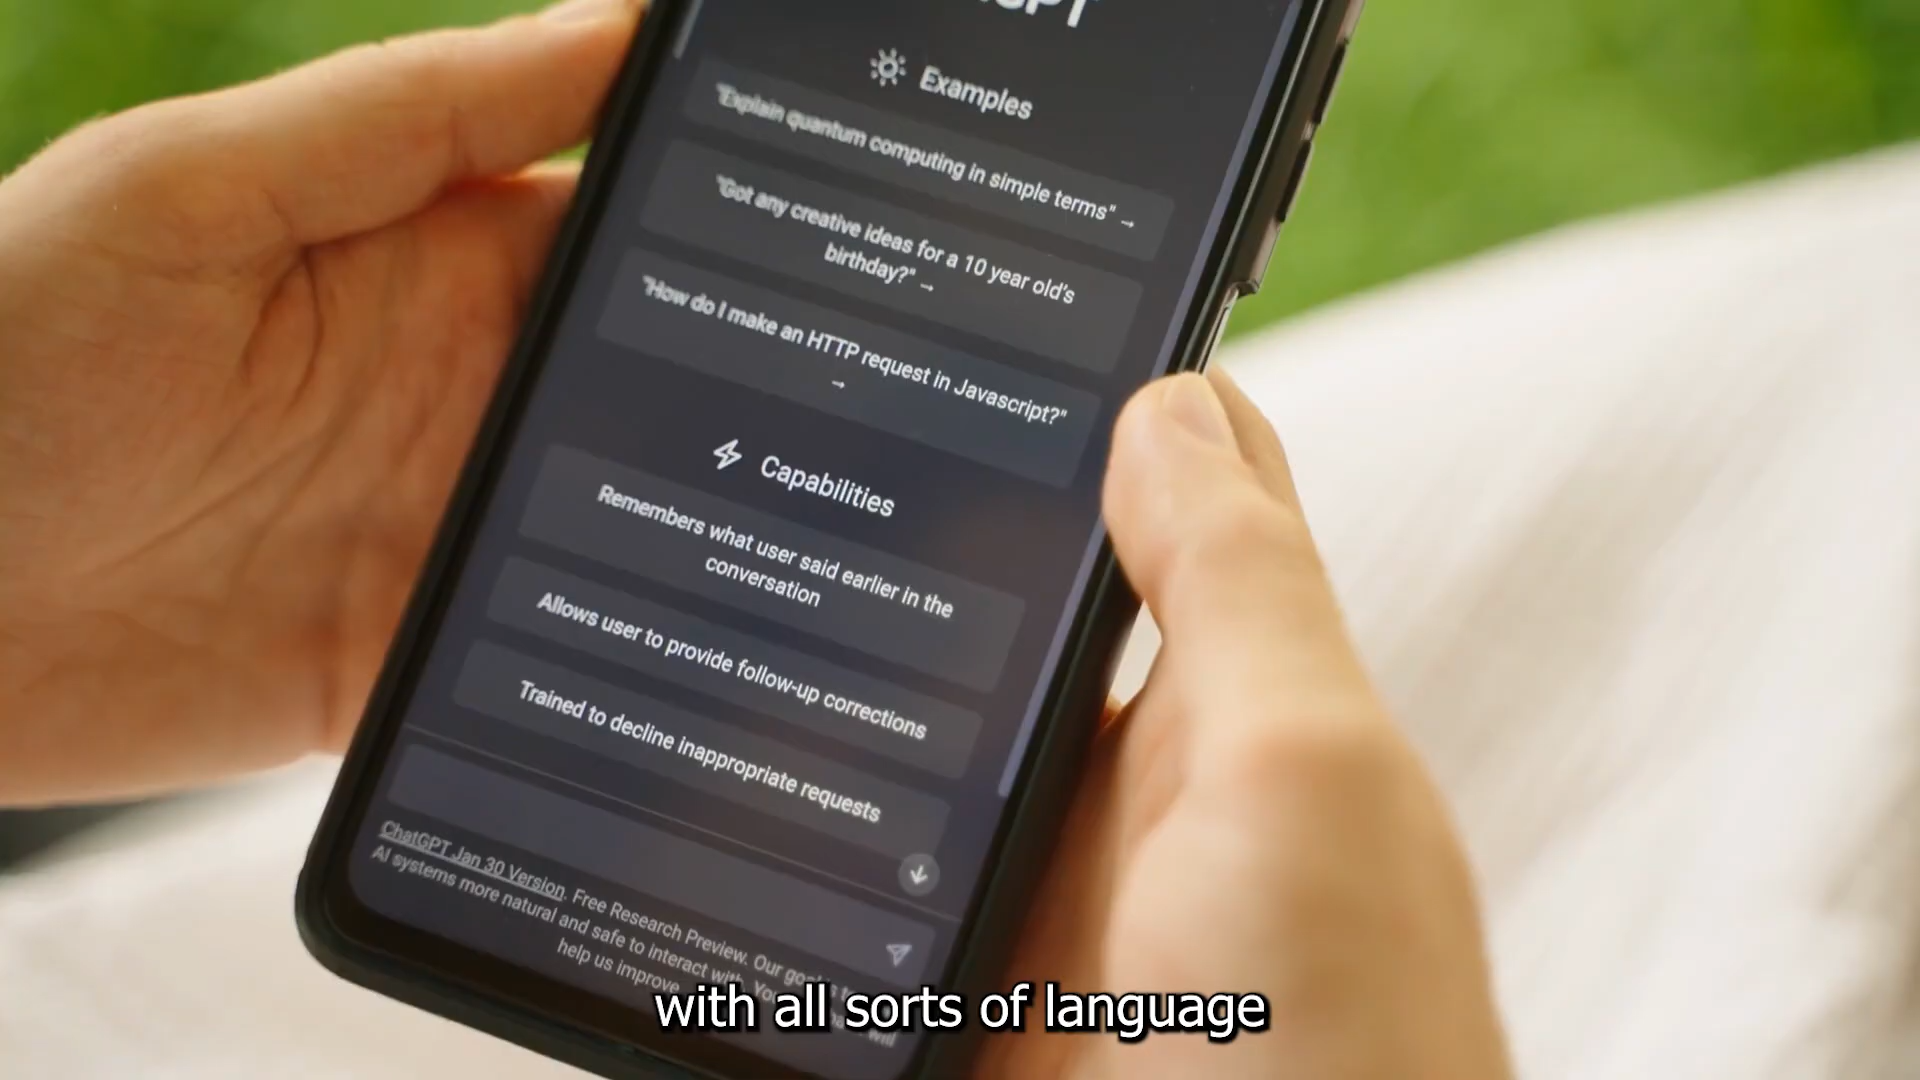 Examples
"Explain quantum computing in simple terms" →
"Got any creative ideas for a 10 year old's
birthday?" →
"How do I make an HTTP request in Javascript?"
→
Capabilities
Remembers what user said earlier in the
conversation
Allows user to provide follow-up corrections
Trained to decline inappropriate requests
ChatGPT Jan 30 Version. Free Research Preview. Our
AI systems more natural and safe to interact with.
help us improve
will
with all sorts of language